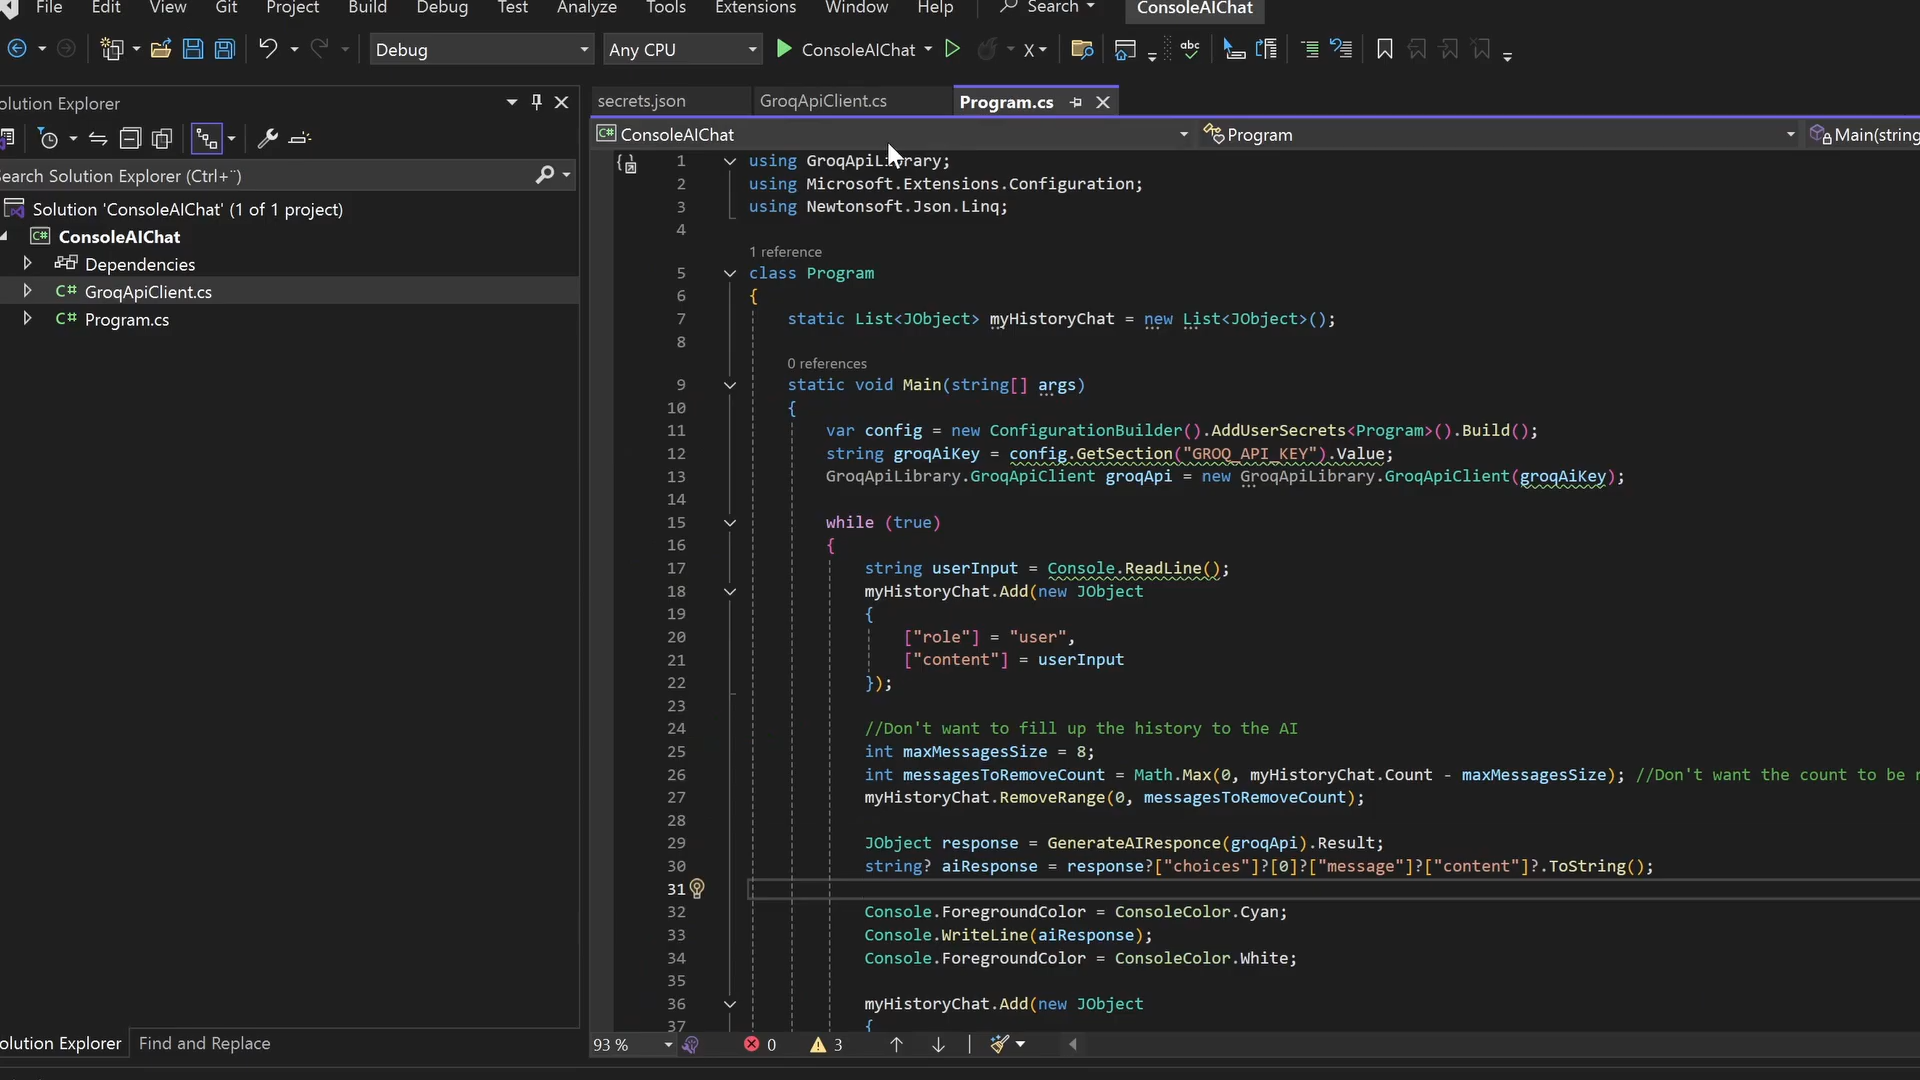 File Edit View Git Project Build Debug Test Analyze Tools Extensions Window Help Search ConsoleAIChat
Debug Any CPU ConsoleAIChat
olution Explorer
secrets.json GroqApiClient.cs Program.cs
ConsoleAIChat Program Main(string
earch Solution Explorer (Ctrl+¨)
Solution 'ConsoleAIChat' (1 of 1 project)
ConsoleAIChat
Dependencies
C# GroqApiClient.cs
C# Program.cs
1 using GroqApiLibrary;
2 using Microsoft.Extensions.Configuration;
3 using Newtonsoft.Json.Linq;
4
1 reference
5 class Program
6 {
7 static List<JObject> myHistoryChat = new List<JObject>();
8
0 references
9 static void Main(string[] args)
10 {
11 var config = new ConfigurationBuilder().AddUserSecrets<Program>().Build();
12 string groqAiKey = config.GetSection("GROQ_API_KEY").Value;
13 GroqApiLibrary.GroqApiClient groqApi = new GroqApiLibrary.GroqApiClient(groqAiKey);
14
15 while (true)
16 {
17 string userInput = Console.ReadLine();
18 myHistoryChat.Add(new JObject
19 {
20 ["role"] = "user",
21 ["content"] = userInput
22 });
23
24 //Don't want to fill up the history to the AI
25 int maxMessagesSize = 8;
26 int messagesToRemoveCount = Math.Max(0, myHistoryChat.Count - maxMessagesSize); //Don't want the count to be
27 myHistoryChat.RemoveRange(0, messagesToRemoveCount);
28
29 JObject response = GenerateAIResponce(groqApi).Result;
30 string? aiResponse = response?["choices"]?[0]?["message"]?["content"]?.ToString();
31
32 Console.ForegroundColor = ConsoleColor.Cyan;
33 Console.WriteLine(aiResponse);
34 Console.ForegroundColor = ConsoleColor.White;
35
36 myHistoryChat.Add(new JObject
37 {
olution Explorer Find and Replace
93 % 0 3